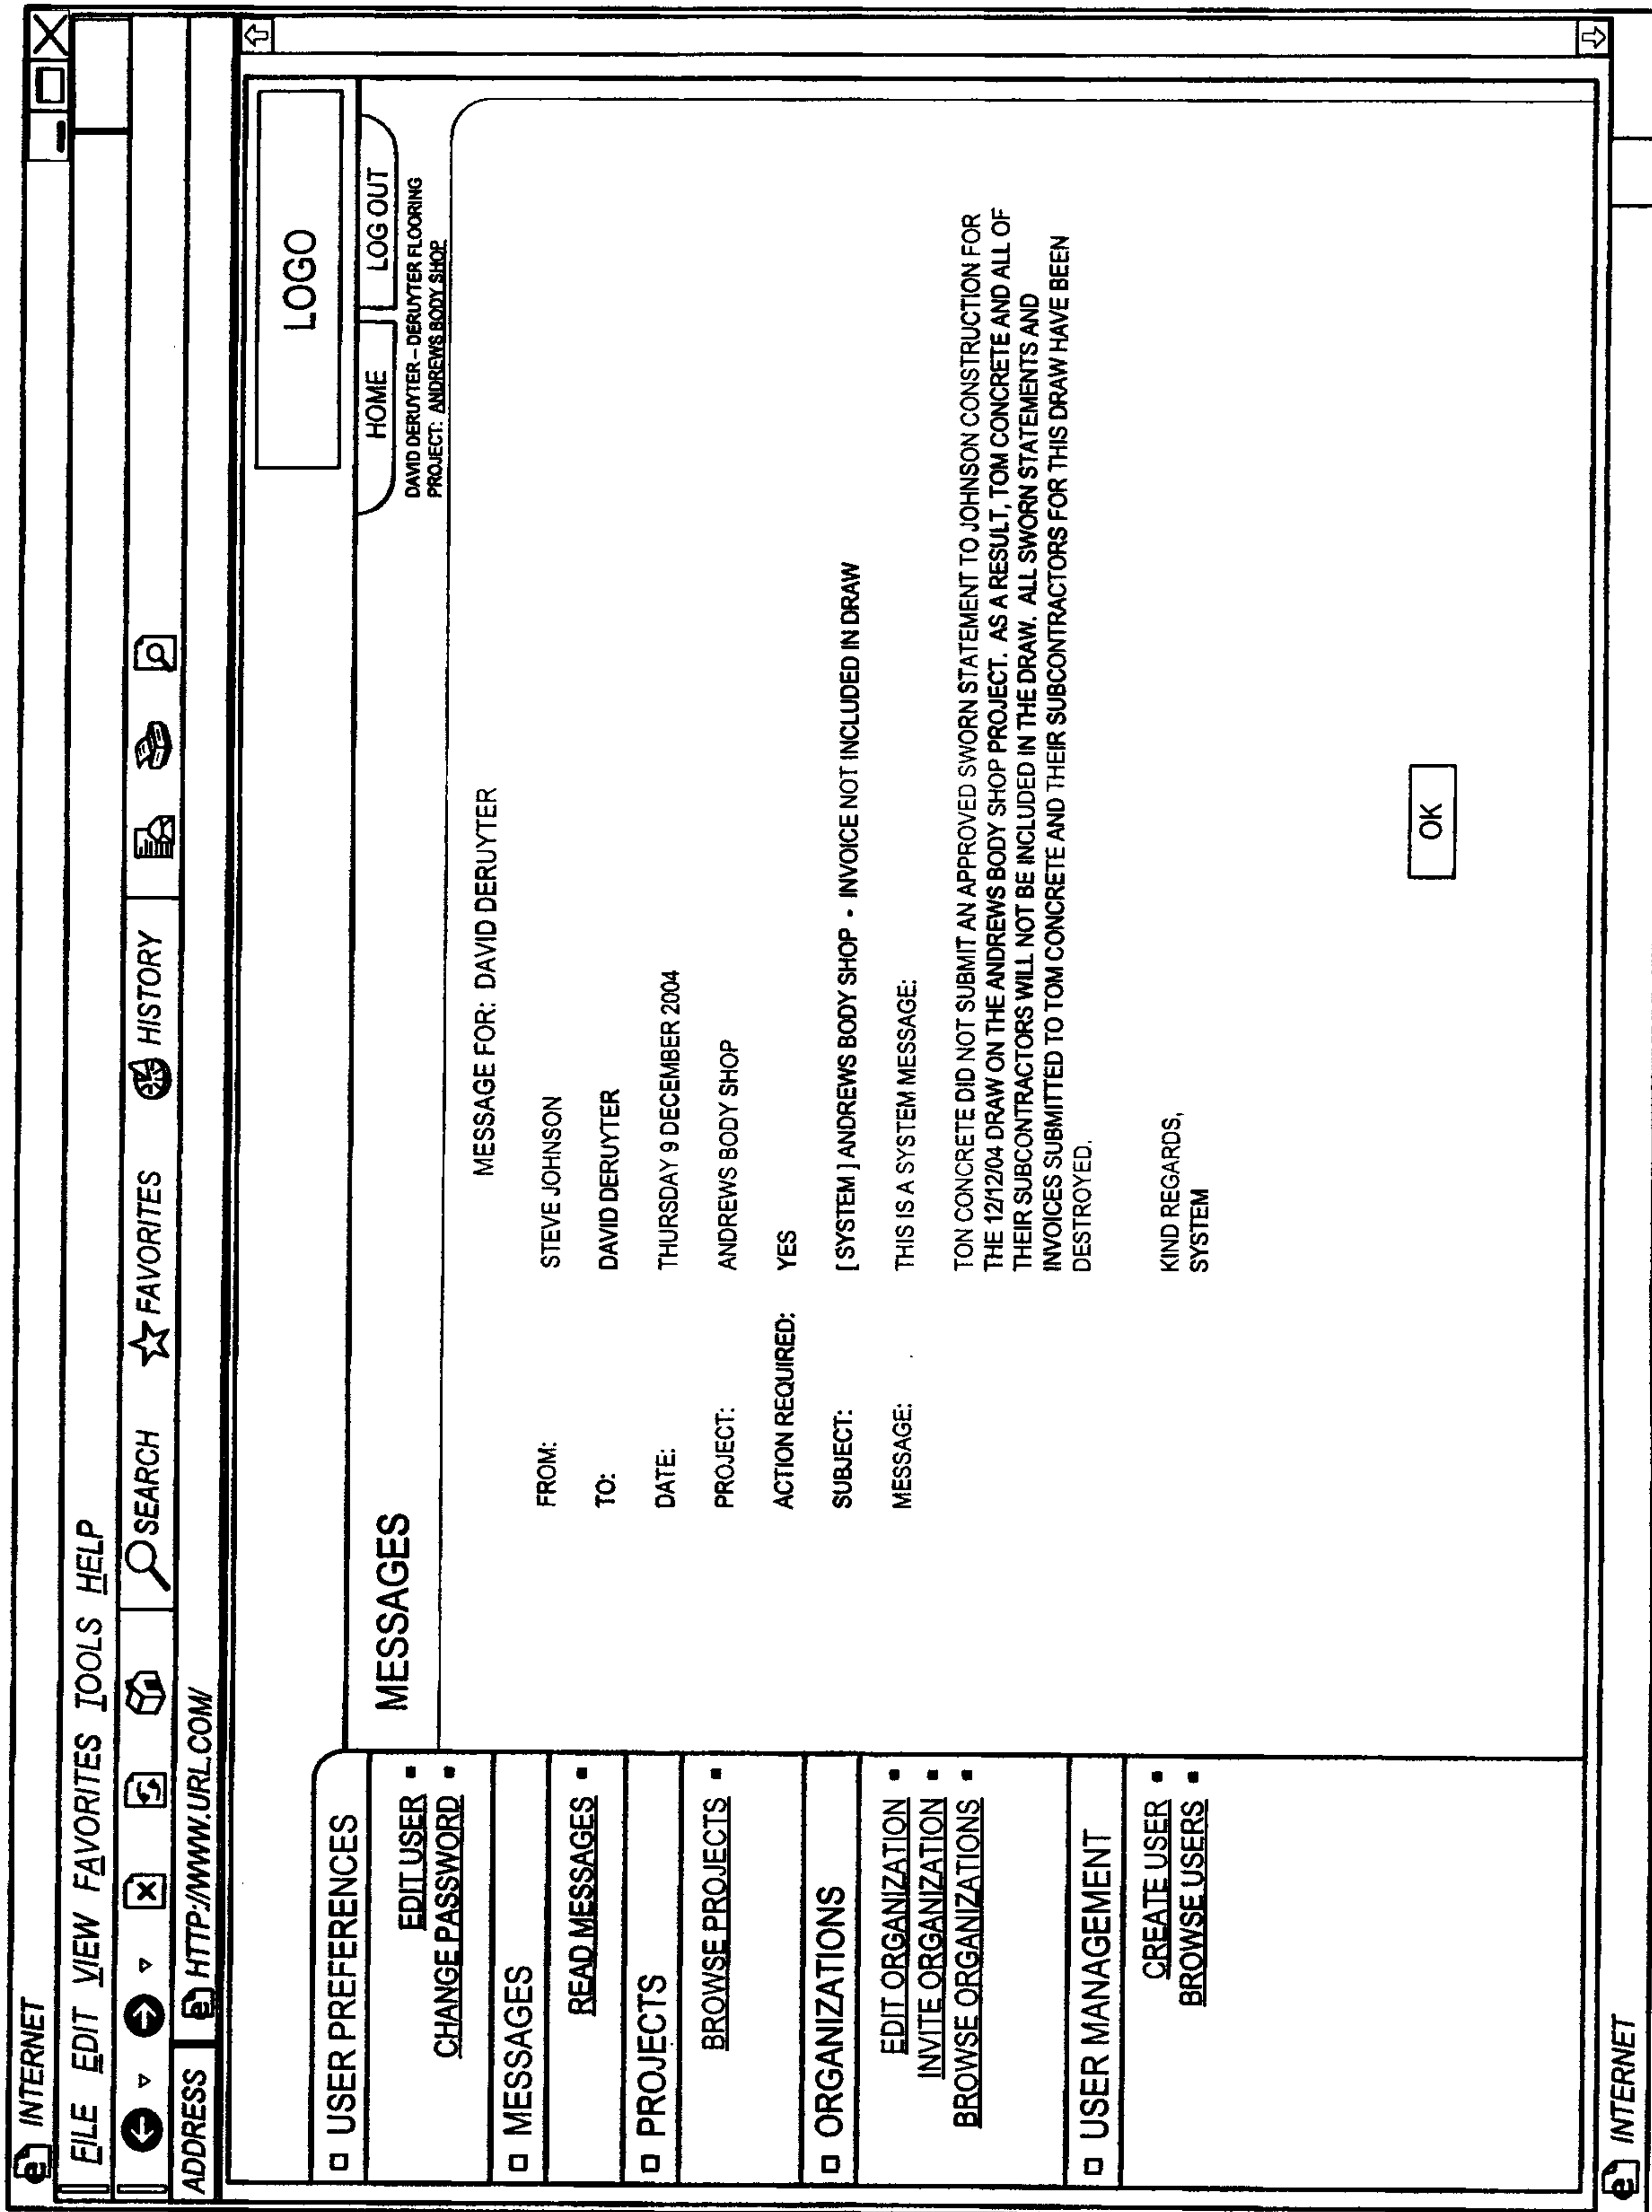 INTERNET
FILE EDIT VIEW FAVORITES TOOLS HELP
SEARCH FAVORITES HISTORY
ADDRESS HTTP://WWW.URL.COM/
LOGO
HOME LOG OUT
DAVID DERUYTER – DERUYTER FLOORING
PROJECT: ANDREWS BODY SHOP
USER PREFERENCES
EDIT USER
CHANGE PASSWORD
MESSAGES
READ MESSAGES
PROJECTS
BROWSE PROJECTS
ORGANIZATIONS
EDIT ORGANIZATION
INVITE ORGANIZATION
BROWSE ORGANIZATIONS
USER MANAGEMENT
CREATE USER
BROWSE USERS
MESSAGES
MESSAGE FOR: DAVID DERUYTER
FROM: STEVE JOHNSON
TO: DAVID DERUYTER
DATE: THURSDAY 9 DECEMBER 2004
PROJECT: ANDREWS BODY SHOP
ACTION REQUIRED: YES
SUBJECT: [SYSTEM ] ANDREWS BODY SHOP - INVOICE NOT INCLUDED IN DRAW
MESSAGE: THIS IS A SYSTEM MESSAGE:
TON CONCRETE DID NOT SUBMIT AN APPROVED SWORN STATEMENT TO JOHNSON CONSTRUCTION FOR
THE 12/12/04 DRAW ON THE ANDREWS BODY SHOP PROJECT. AS A RESULT, TOM CONCRETE AND ALL OF
THEIR SUBCONTRACTORS WILL NOT BE INCLUDED IN THE DRAW. ALL SWORN STATEMENTS AND
INVOICES SUBMITTED TO TOM CONCRETE AND THEIR SUBCONTRACTORS FOR THIS DRAW HAVE BEEN
DESTROYED.
KIND REGARDS,
SYSTEM
OK
INTERNET